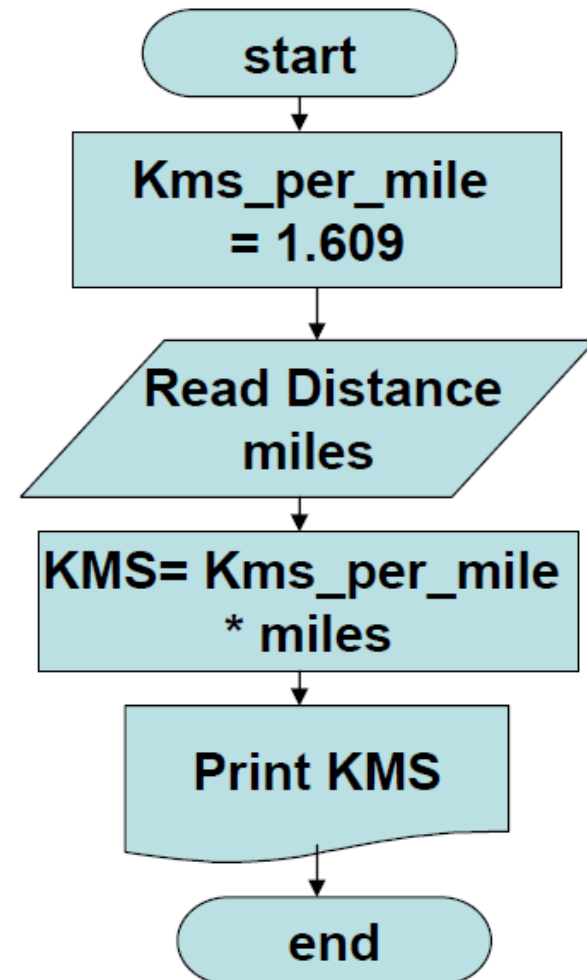 start
Kms_per_mile
= 1.609
Read Distance
miles
KMS= Kms_per_mile
* miles
Print KMS
end